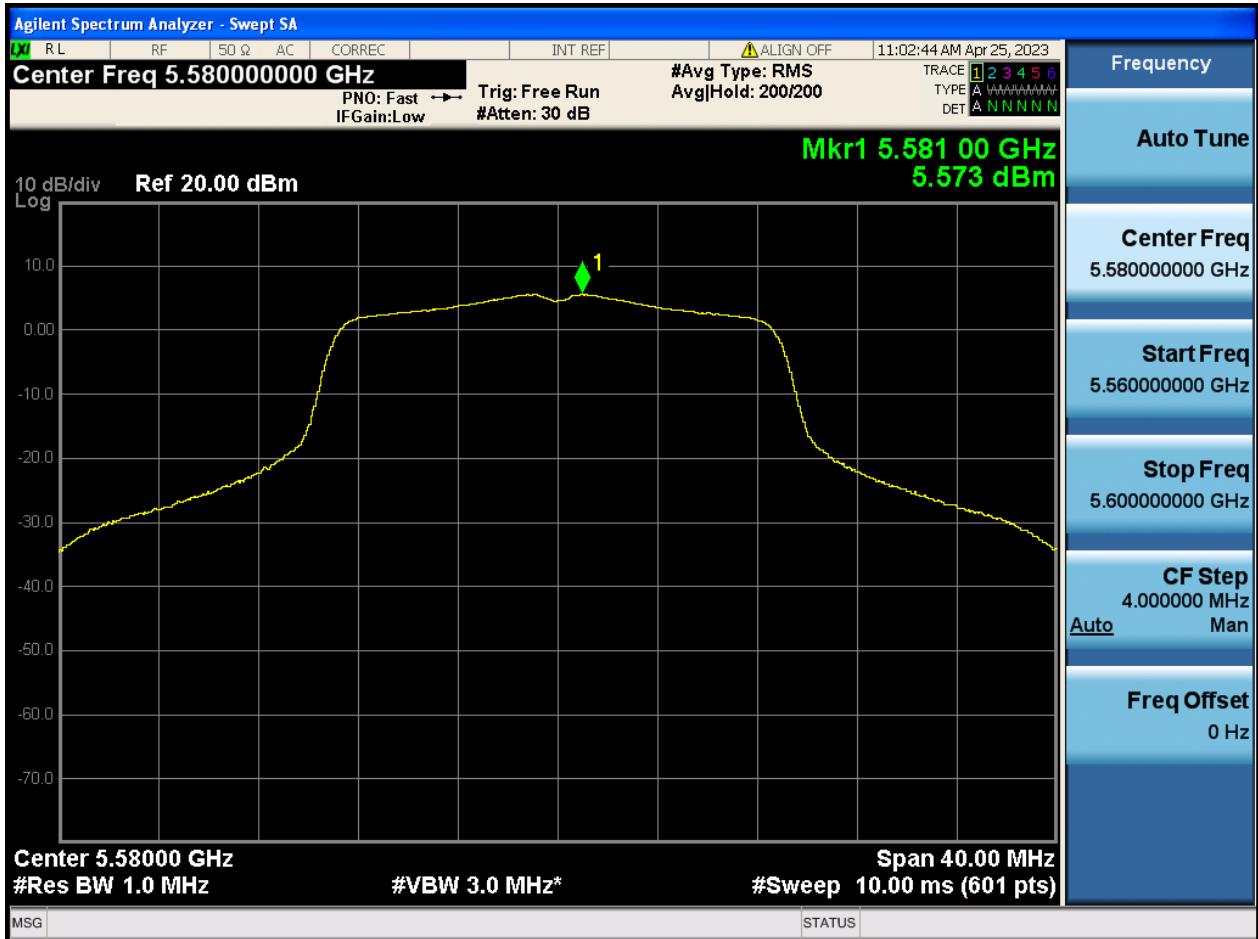 Agilent Spectrum Analyzer - Swept SA
LXI RL RF 50 Ω AC CORREC INT REF ALIGN OFF 11:02:44 AM Apr 25, 2023
Center Freq 5.580000000 GHz
PNO: Fast
IFGain:Low
Trig: Free Run
#Atten: 30 dB
#Avg Type: RMS
Avg|Hold: 200/200
TRACE 1 2 3 4 5 6
TYPE A
DET A N N N N N
Mkr1 5.581 00 GHz
5.573 dBm
10 dB/div Ref 20.00 dBm
Log
1
10.0
0.00
-10.0
-20.0
-30.0
-40.0
-50.0
-60.0
-70.0
Center 5.58000 GHz Span 40.00 MHz
#Res BW 1.0 MHz #VBW 3.0 MHz* #Sweep 10.00 ms (601 pts)
MSG STATUS
Frequency
Auto Tune
Center Freq
5.580000000 GHz
Start Freq
5.560000000 GHz
Stop Freq
5.600000000 GHz
CF Step
4.000000 MHz
Auto Man
Freq Offset
0 Hz